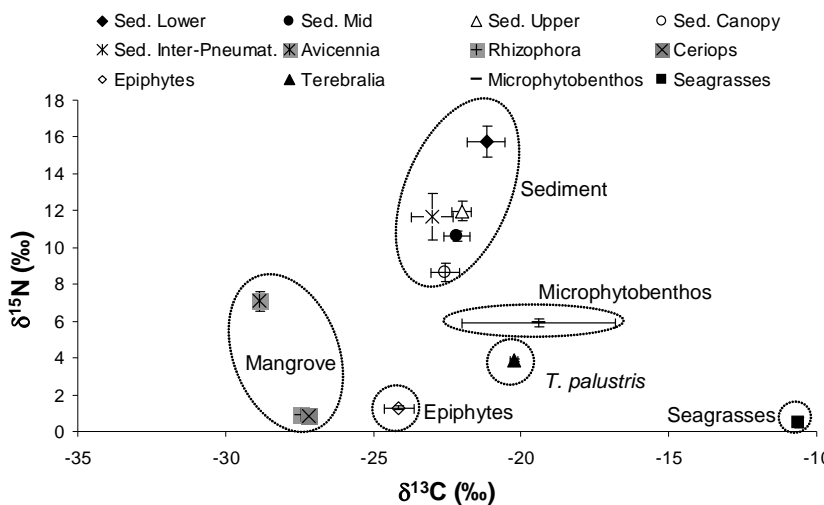 Sed. Lower Sed. Mid Sed. Upper Sed. Canopy
Sed. Inter-Pneumat. Avicennia Rhizophora Ceriops
Epiphytes Terebralia Microphytobenthos Seagrasses
18
16
14
12
10
8
6
4
2
0
δ¹⁵N (‰)
Sediment
Microphytobenthos
Mangrove
T. palustris
Epiphytes
Seagrasses
-35 -30 -25 -20 -15 -10
δ¹³C (‰)